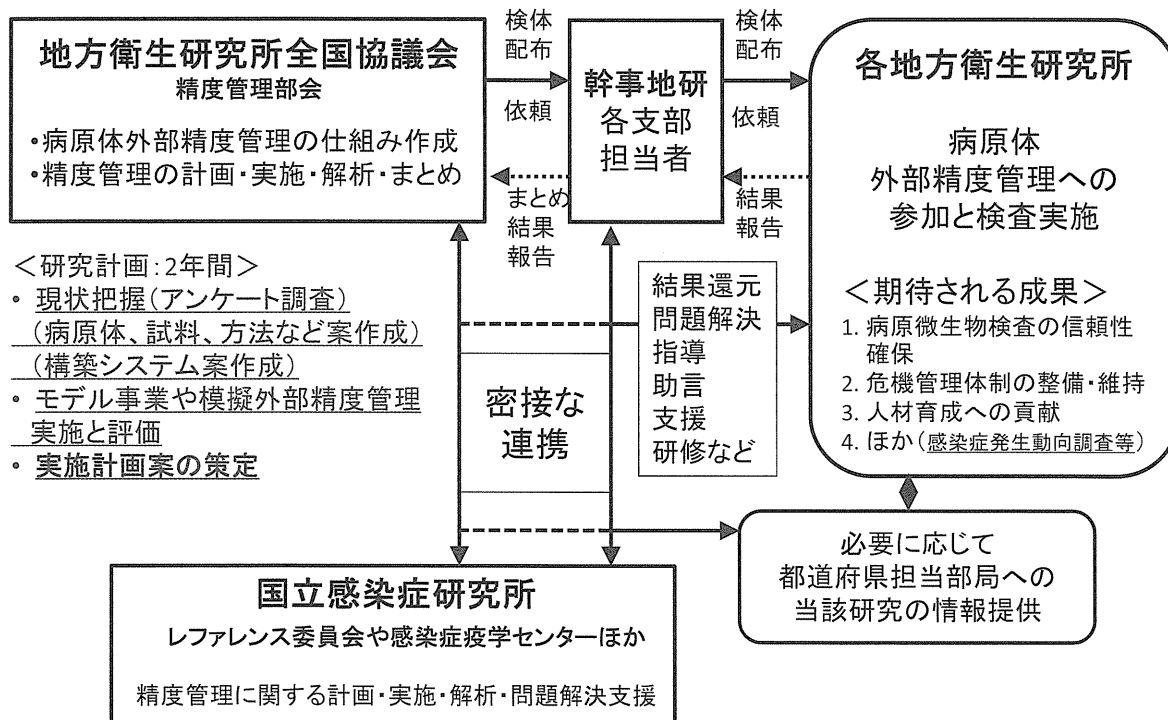 地方衛生研究所全国協議会
精度管理部会
•病原体外部精度管理の仕組み作成
•精度管理の計画・実施・解析・まとめ
検体
配布
依頼
まとめ
結果
報告
幹事地研
各支部
担当者
検体
配布
依頼
結果
報告
各地方衛生研究所
病原体
外部精度管理への
参加と検査実施
＜期待される成果＞
1. 病原微生物検査の信頼性
確保
2. 危機管理体制の整備・維持
3. 人材育成への貢献
4. ほか（感染症発生動向調査等）
＜研究計画：2年間＞
• 現状把握（アンケート調査）
（病原体、試料、方法など案作成）
（構築システム案作成）
• モデル事業や模擬外部精度管理
実施と評価
• 実施計画案の策定
密接な
連携
結果還元
問題解決
指導
助言
支援
研修など
必要に応じて
都道府県担当部局への
当該研究の情報提供
国立感染症研究所
レファレンス委員会や感染症疫学センターほか
精度管理に関する計画・実施・解析・問題解決支援